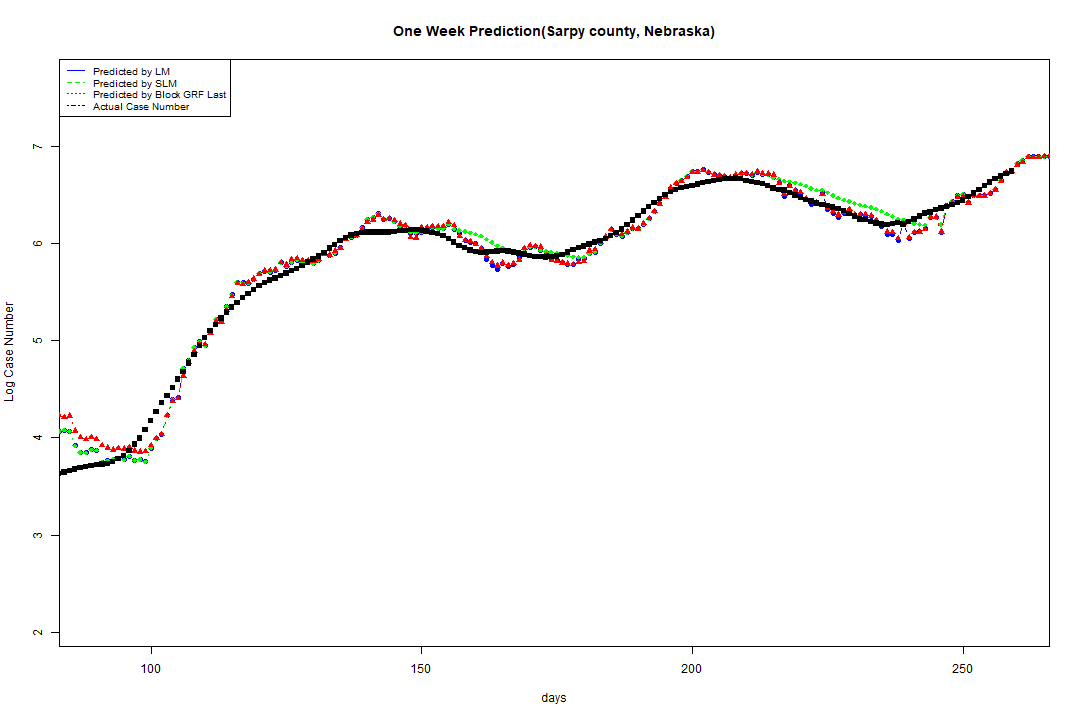 One Week Prediction(Sarpy county, Nebraska)
Predicted by LM
Predicted by SLM
Predicted by Block GRF Last
Actual Case Number
7
6
5
4
3
2
Log Case Number
100 150 200 250
days